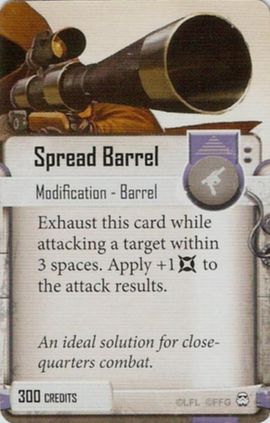 Spread Barrel
Modification - Barrel
Exhaust this card while
attacking a target within
3 spaces. Apply +1 to
the attack results.
An ideal solution for close-
quarters combat.
300 CREDITS
©LFL ©FFG